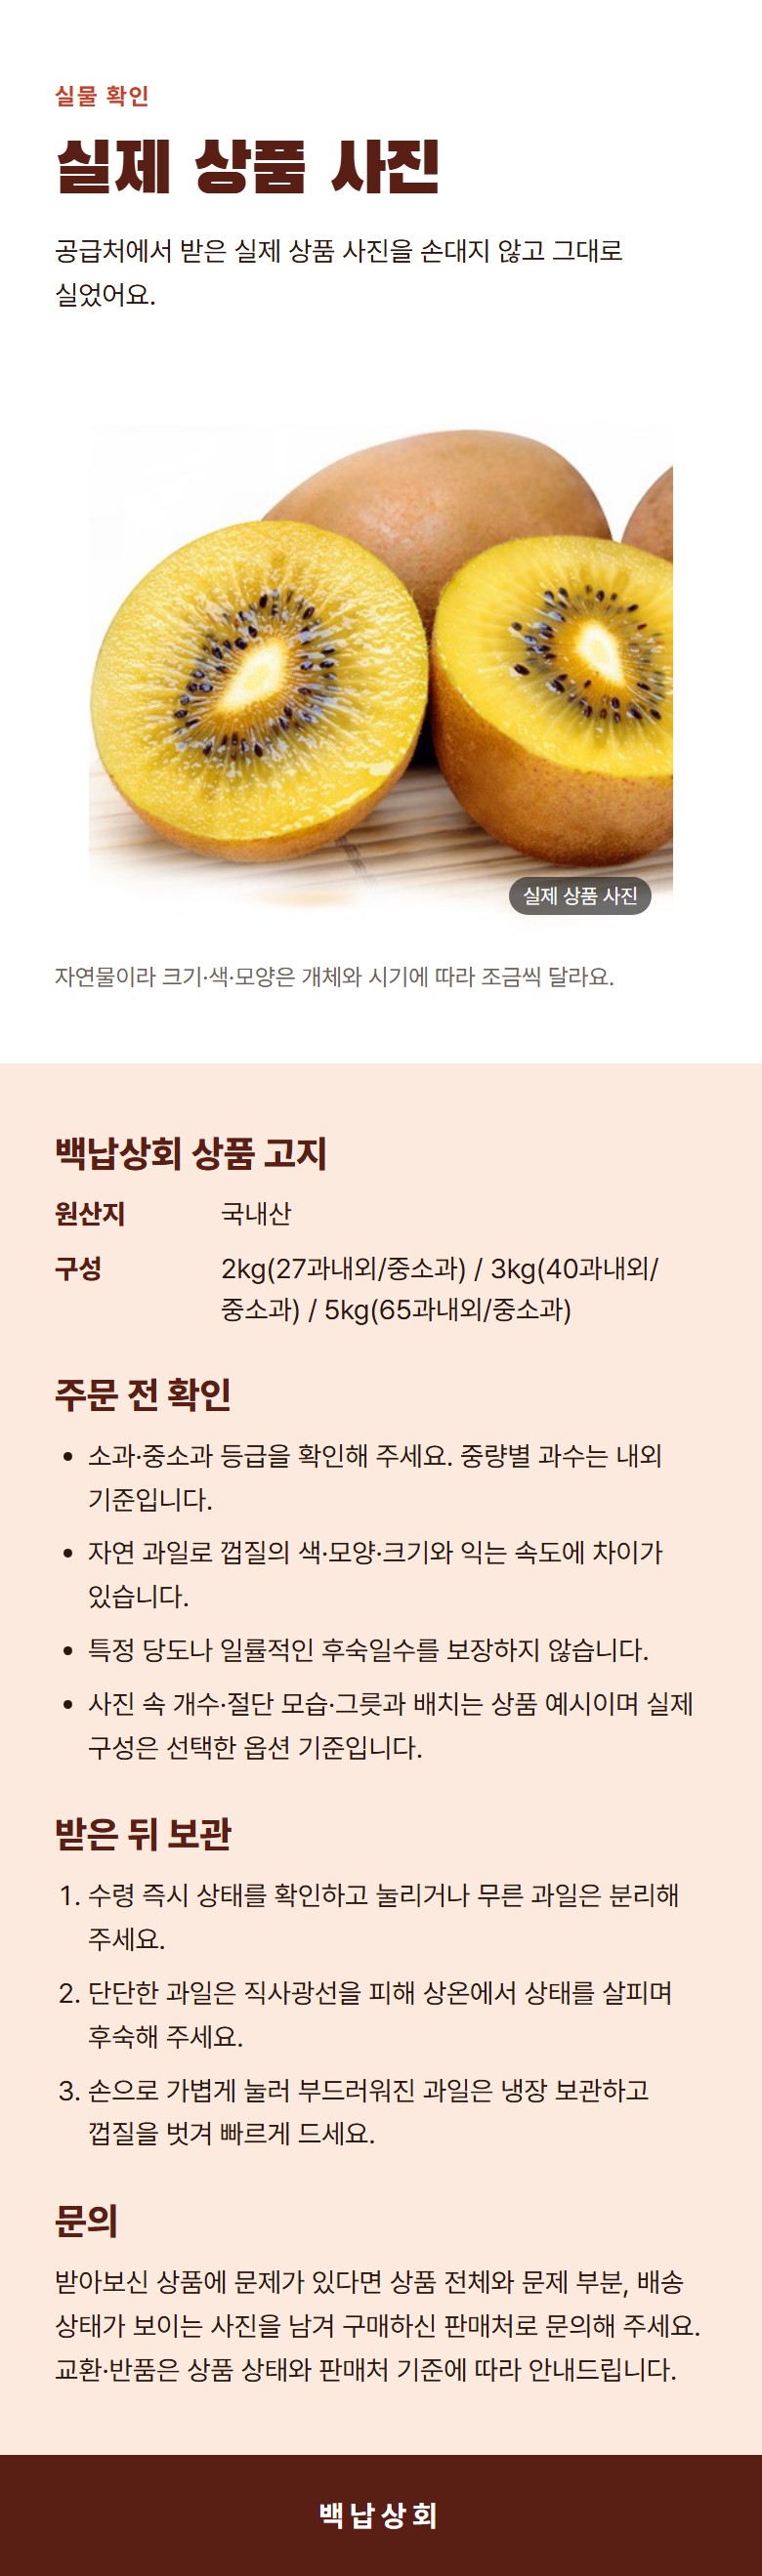 실물 확인
실제 상품 사진
공급처에서 받은 실제 상품 사진을 손대지 않고 그대로
실었어요.
실제 상품 사진
자연물이라 크기·색·모양은 개체와 시기에 따라 조금씩 달라요.
백납상회 상품 고지
원산지 국내산
구성 2kg(27과내외/중소과) / 3kg(40과내외/
중소과) / 5kg(65과내외/중소과)
주문 전 확인
• 소과·중소과 등급을 확인해 주세요. 중량별 과수는 내외
기준입니다.
• 자연 과일로 껍질의 색·모양·크기와 익는 속도에 차이가
있습니다.
• 특정 당도나 일률적인 후숙일수를 보장하지 않습니다.
• 사진 속 개수·절단 모습·그릇과 배치는 상품 예시이며 실제
구성은 선택한 옵션 기준입니다.
받은 뒤 보관
1. 수령 즉시 상태를 확인하고 눌리거나 무른 과일은 분리해
주세요.
2. 단단한 과일은 직사광선을 피해 상온에서 상태를 살피며
후숙해 주세요.
3. 손으로 가볍게 눌러 부드러워진 과일은 냉장 보관하고
껍질을 벗겨 빠르게 드세요.
문의
받아보신 상품에 문제가 있다면 상품 전체와 문제 부분, 배송
상태가 보이는 사진을 남겨 구매하신 판매처로 문의해 주세요.
교환·반품은 상품 상태와 판매처 기준에 따라 안내드립니다.
백납상회